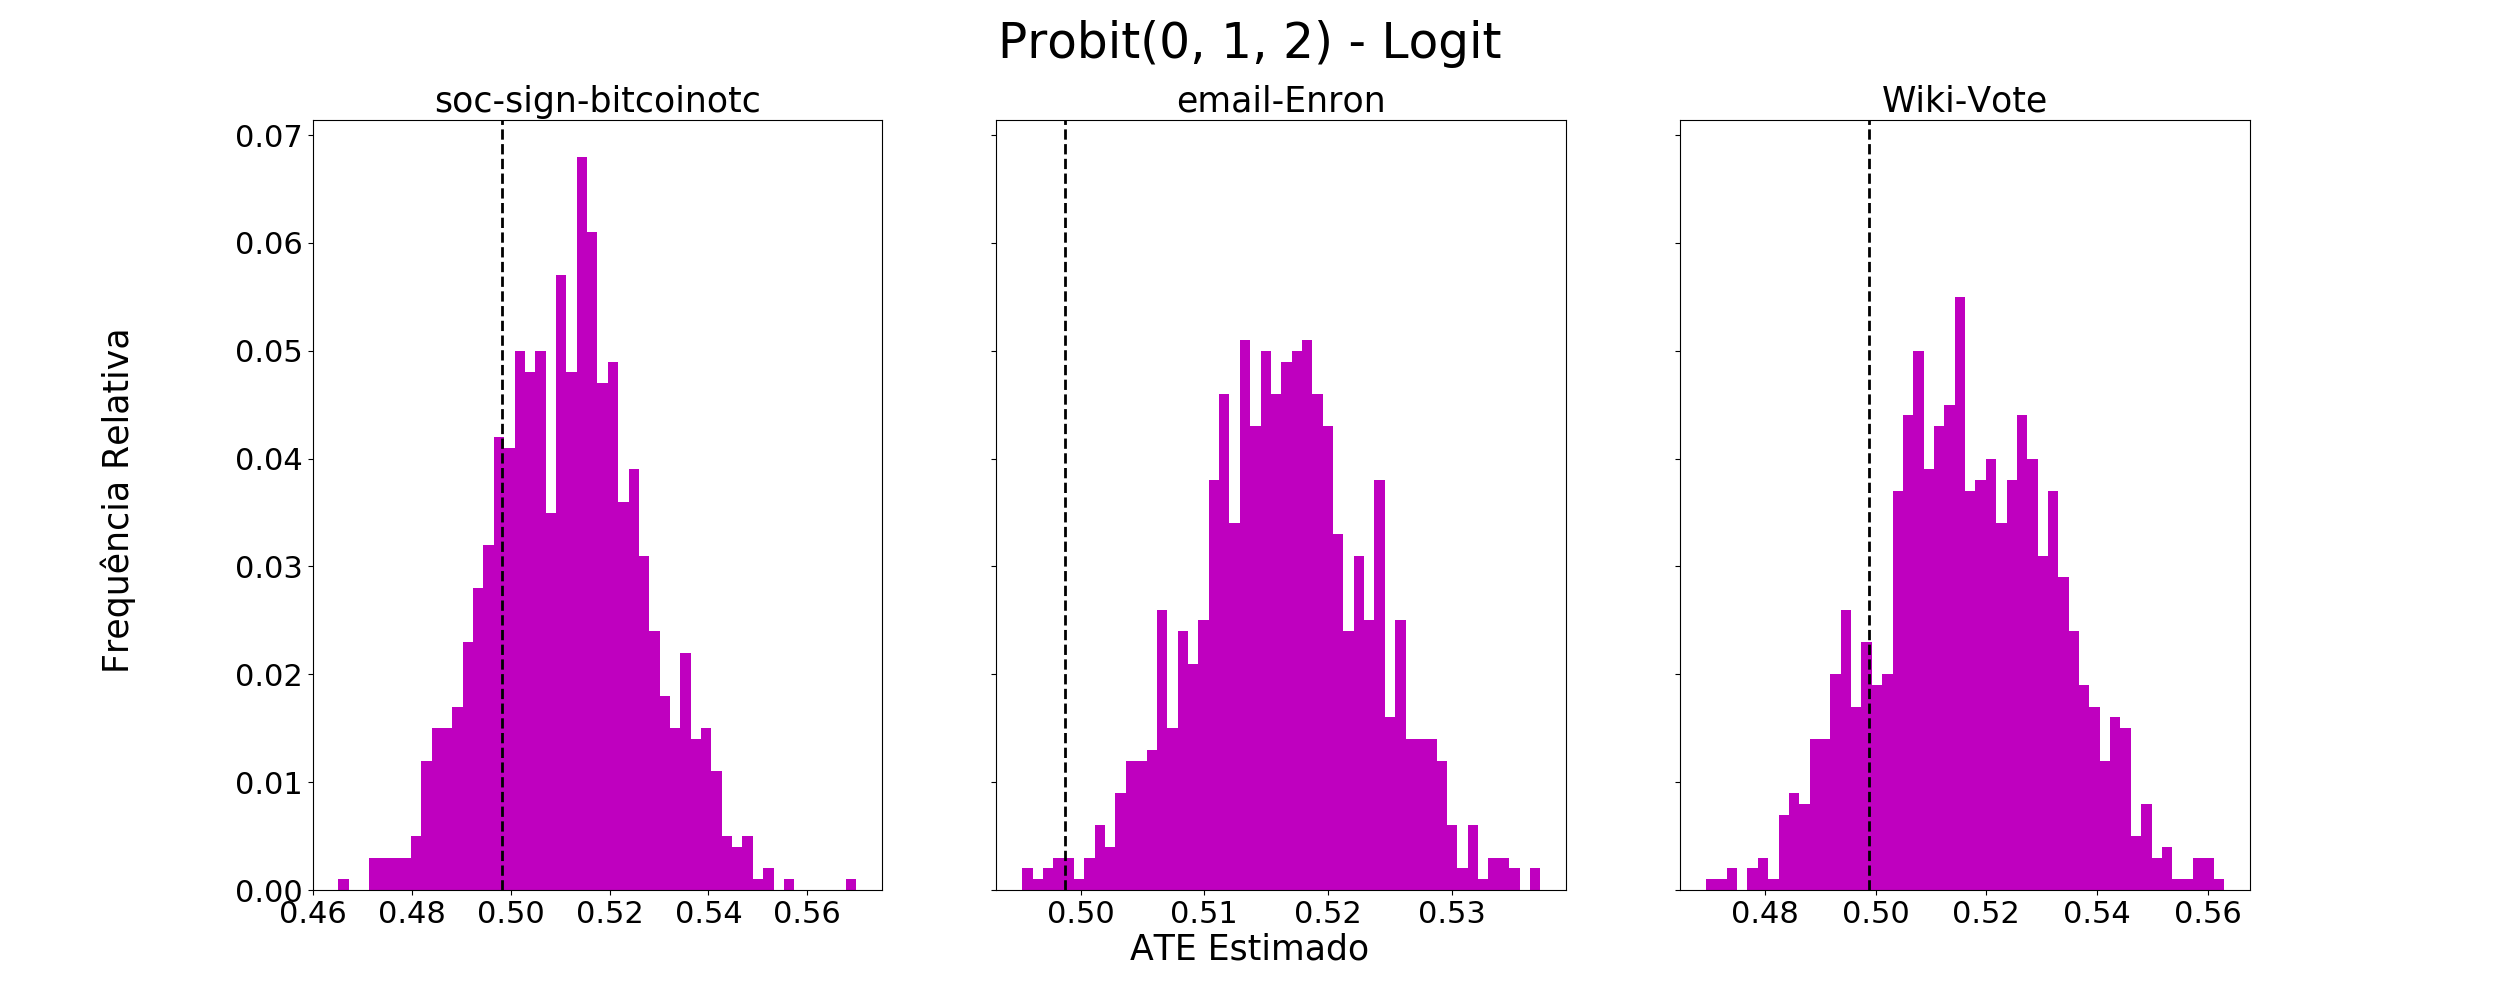 Probit(0, 1, 2) - Logit
soc-sign-bitcoinotc
email-Enron
Wiki-Vote
Frequência Relativa
0.07
0.06
0.05
0.04
0.03
0.02
0.01
0.00
0.46 0.48 0.50 0.52 0.54 0.56
0.50 0.51 0.52 0.53
0.48 0.50 0.52 0.54 0.56
ATE Estimado